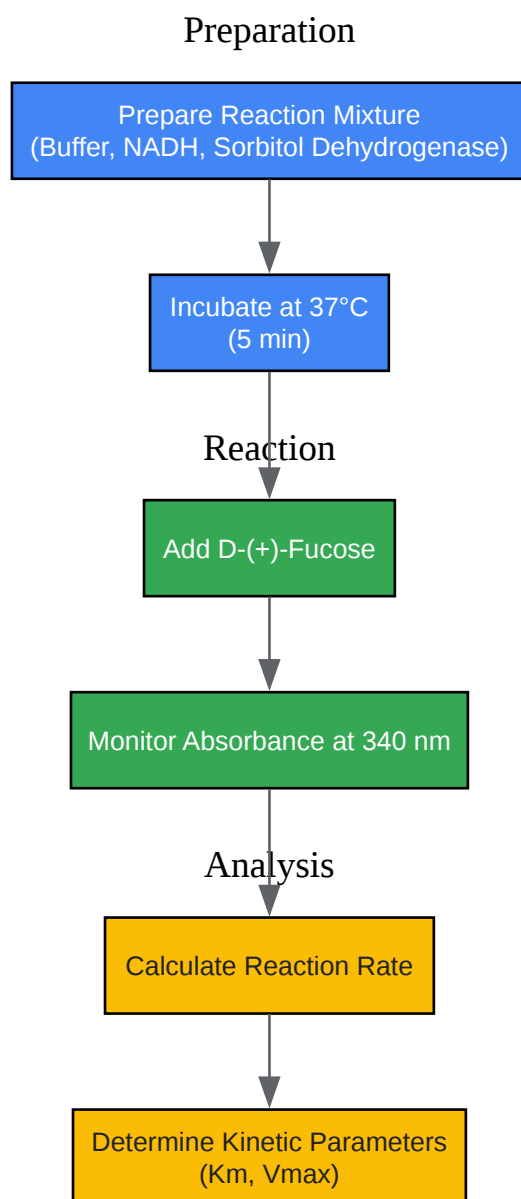 Preparation
Prepare Reaction Mixture
(Buffer, NADH, Sorbitol Dehydrogenase)
Incubate at 37°C
(5 min)
Reaction
Add D-(+)-Fucose
Monitor Absorbance at 340 nm
Analysis
Calculate Reaction Rate
Determine Kinetic Parameters
(Km, Vmax)